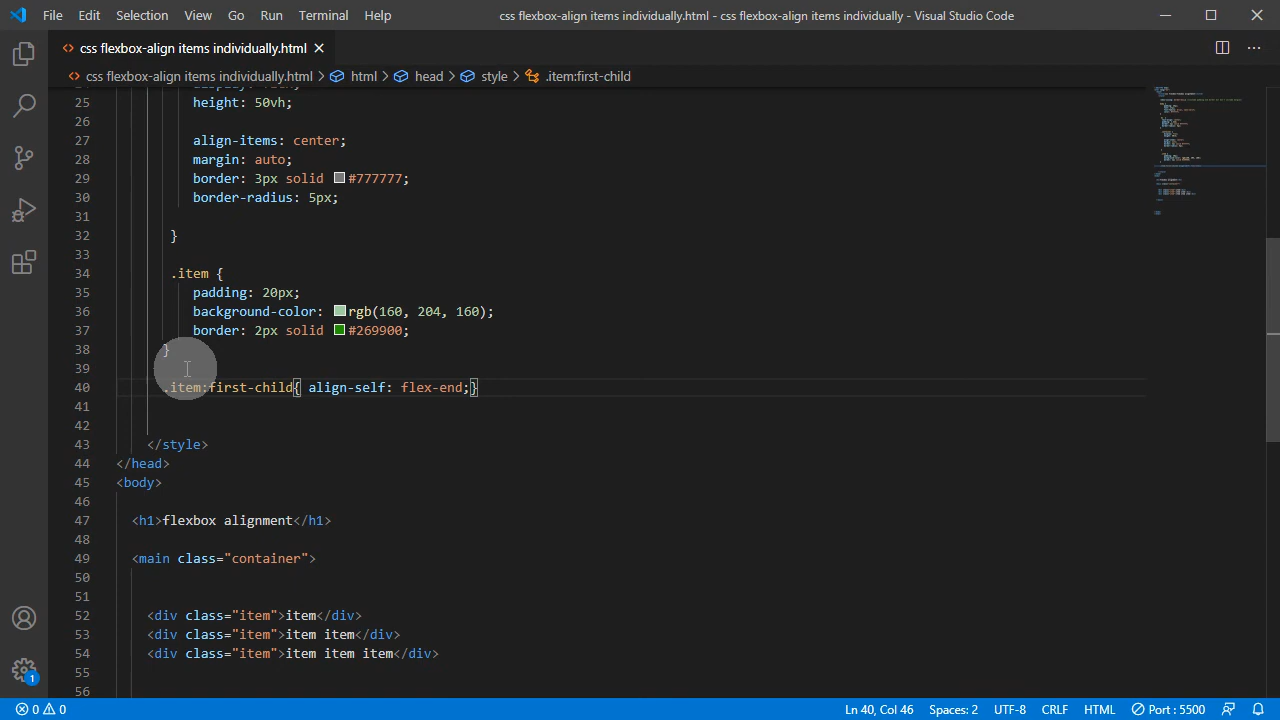 File Edit Selection View Go Run Terminal Help css flexbox-align items individually.html - css flexbox-align items individually - Visual Studio Code
css flexbox-align items individually.html
css flexbox-align items individually.html > html > head > style > .item:first-child
25 height: 50vh;
26
27 align-items: center;
28 margin: auto;
29 border: 3px solid #777777;
30 border-radius: 5px;
31
32 }
33
34 .item {
35 padding: 20px;
36 background-color: rgb(160, 204, 160);
37 border: 2px solid #269900;
38 }
39
40 .item:first-child{ align-self: flex-end;}
41
42
43 </style>
44 </head>
45 <body>
46
47 <h1>flexbox alignment</h1>
48
49 <main class="container">
50
51
52 <div class="item">item</div>
53 <div class="item">item item</div>
54 <div class="item">item item item</div>
55
56
1
0 0 Ln 40, Col 46 Spaces: 2 UTF-8 CRLF HTML Port : 5500